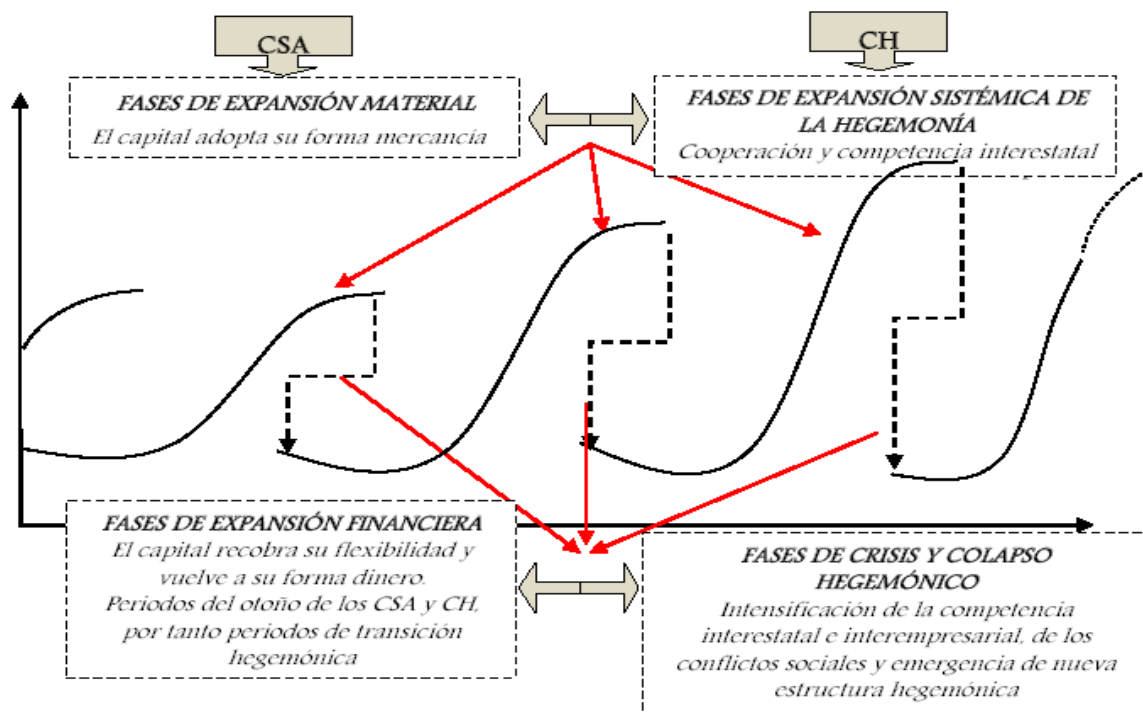 CSA
FASES DE EXPANSIÓN MATERIAL
El capital adopta su forma mercancía
CH
FASES DE EXPANSIÓN SISTÉMICA DE
LA HEGEMONÍA
Cooperación y competencia interestatal
FASES DE EXPANSIÓN FINANCIERA
El capital recobra su flexibilidad y
vuelve a su forma dinero.
Periodos del otoño de los CSA y CH,
por tanto periodos de transición
hegemónica
FASES DE CRISIS Y COLAPSO
HEGEMÓNICO
Intensificación de la competencia
interestatal e interempresarial, de los
conflictos sociales y emergencia de nueva
estructura hegemónica